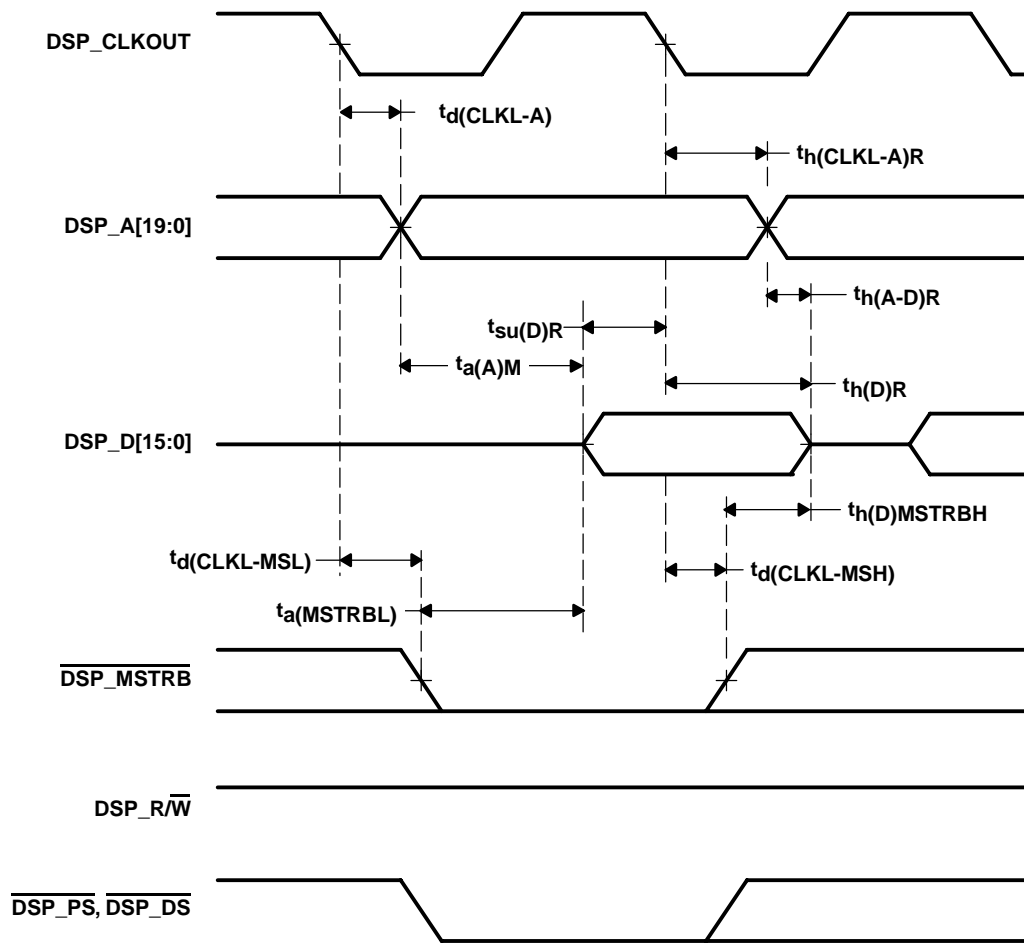 DSP_CLKOUT
td(CLKL-A)
th(CLKL-A)R
DSP_A[19:0]
th(A-D)R
tsu(D)R
ta(A)M
th(D)R
DSP_D[15:0]
th(D)MSTRBH
td(CLKL-MSL)
td(CLKL-MSH)
ta(MSTRBL)
DSP_MSTRB
DSP_R/W
DSP_PS, DSP_DS